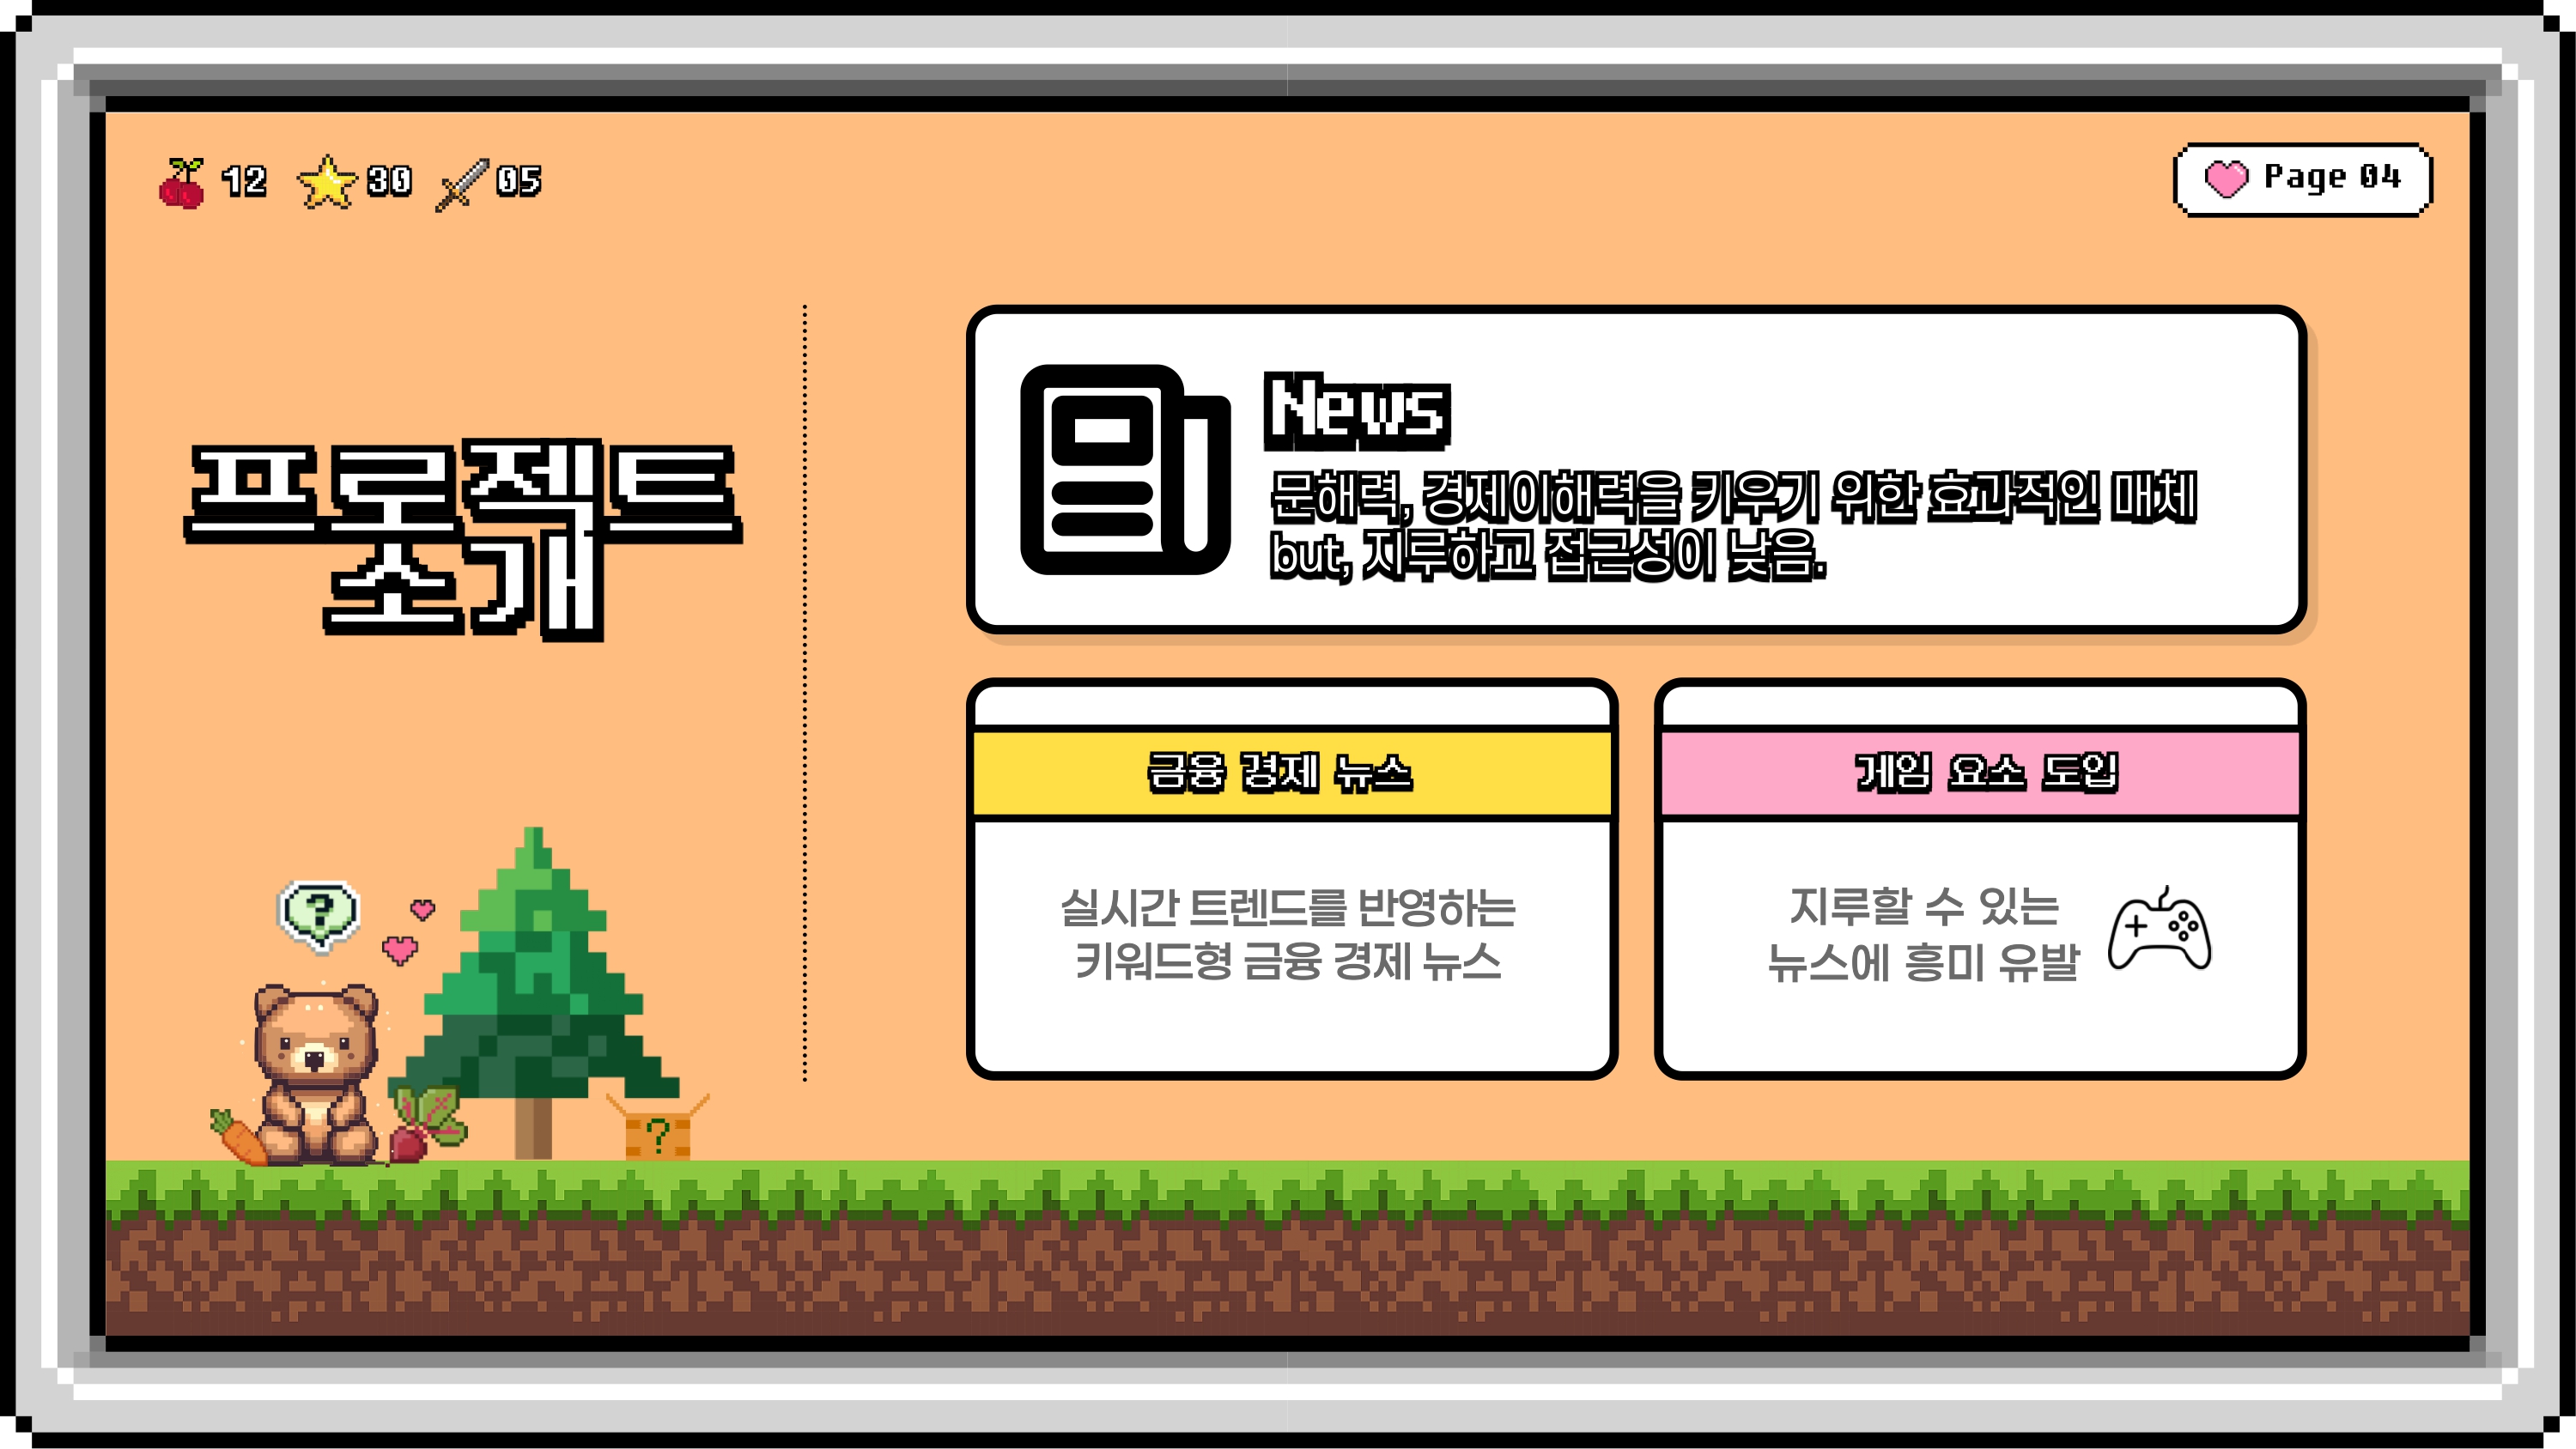 12 30 05
Page 04
프로젝트
소개
News
문해력, 경제이해력을 키우기 위한 효과적인 매체
but, 지루하고 접근성이 낮음.
금융 경제 뉴스
실시간 트렌드를 반영하는
키워드형 금융 경제 뉴스
게임 요소 도입
지루할 수 있는
뉴스에 흥미 유발
?
?